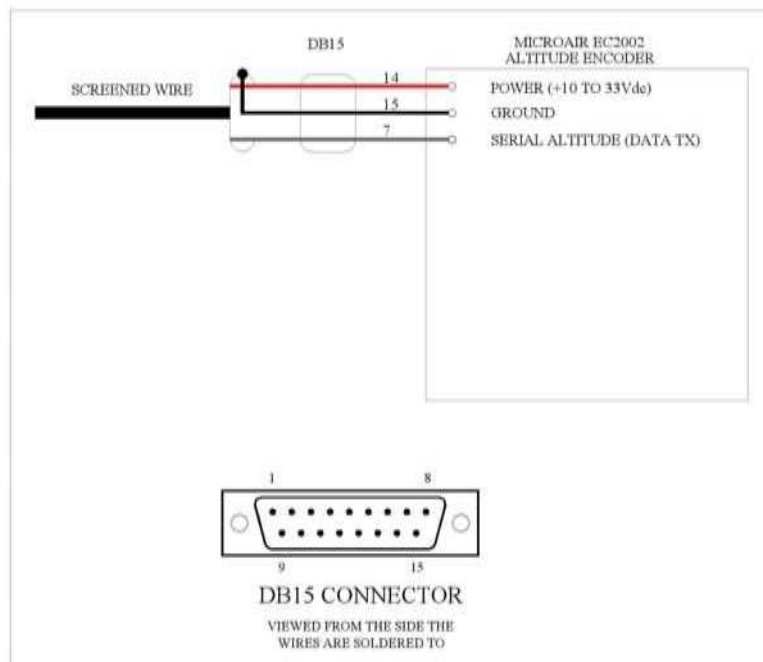 DB15
MICROAIR EC2002
ALTITUDE ENCODER
SCREENED WIRE
14
POWER (+10 TO 33Vdc)
15
GROUND
7
SERIAL ALTITUDE (DATA TX)
1
8
9
15
DB15 CONNECTOR
VIEWED FROM THE SIDE THE
WIRES ARE SOLDERED TO